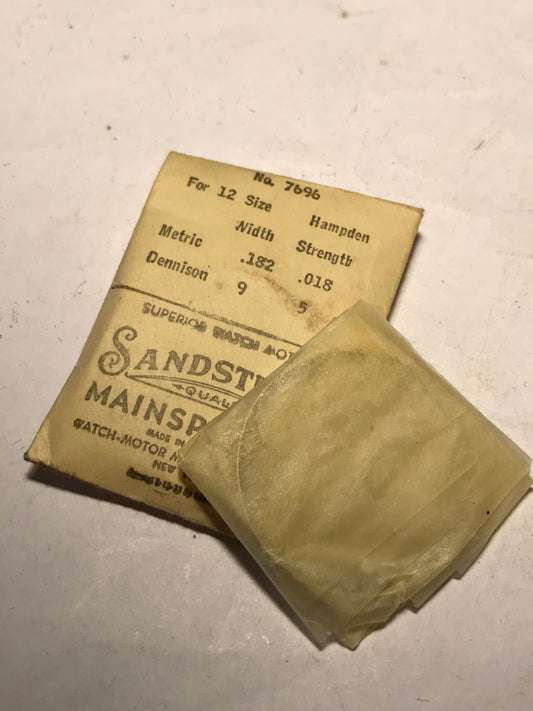 No. 7696
For 12 Size Hampden
Width Strength
Metric .182 .018
Dennison 9 5
SUPERIOR WATCH MOT
SANDST
QUAL
MAINSP
MADE IN
WATCH-MOTOR M
NEW